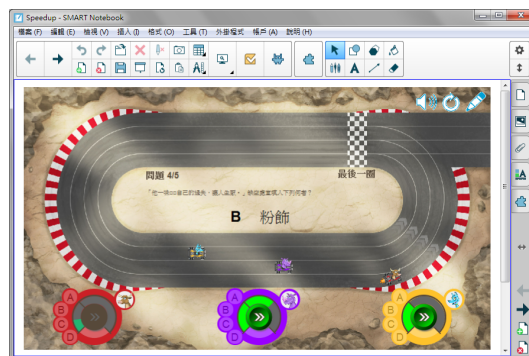 Speedup - SMART Notebook
檔案 (F) 編輯 (E) 檢視 (V) 插入 (I) 格式 (O) 工具 (T) 外掛程式 帳戶 (A) 說明 (H)
問題 4/5
最後一圈
B 粉飾
A
B
C
D
A
B
C
D
A
B
C
D